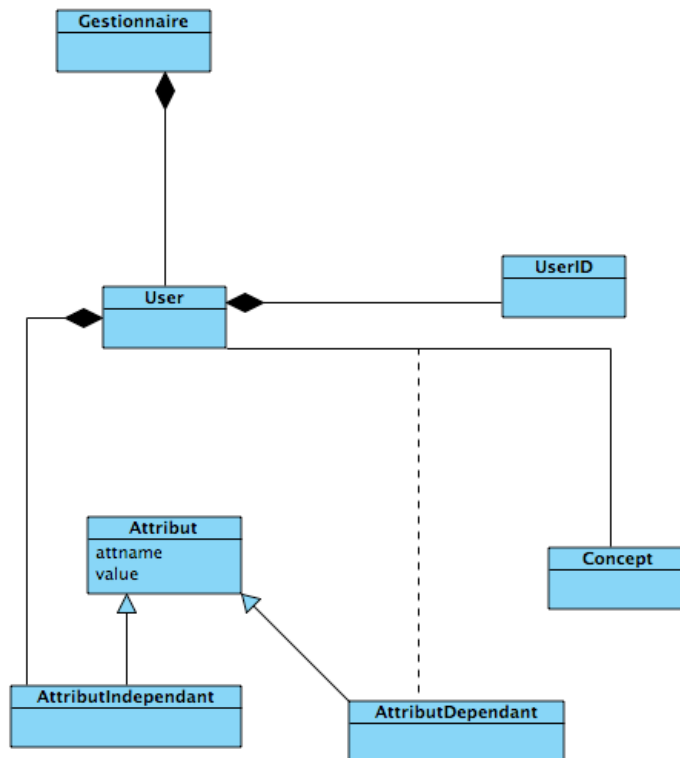 Gestionnaire
UserID
User
Attribut
attname
value
Concept
AttributIndependant
AttributDependant